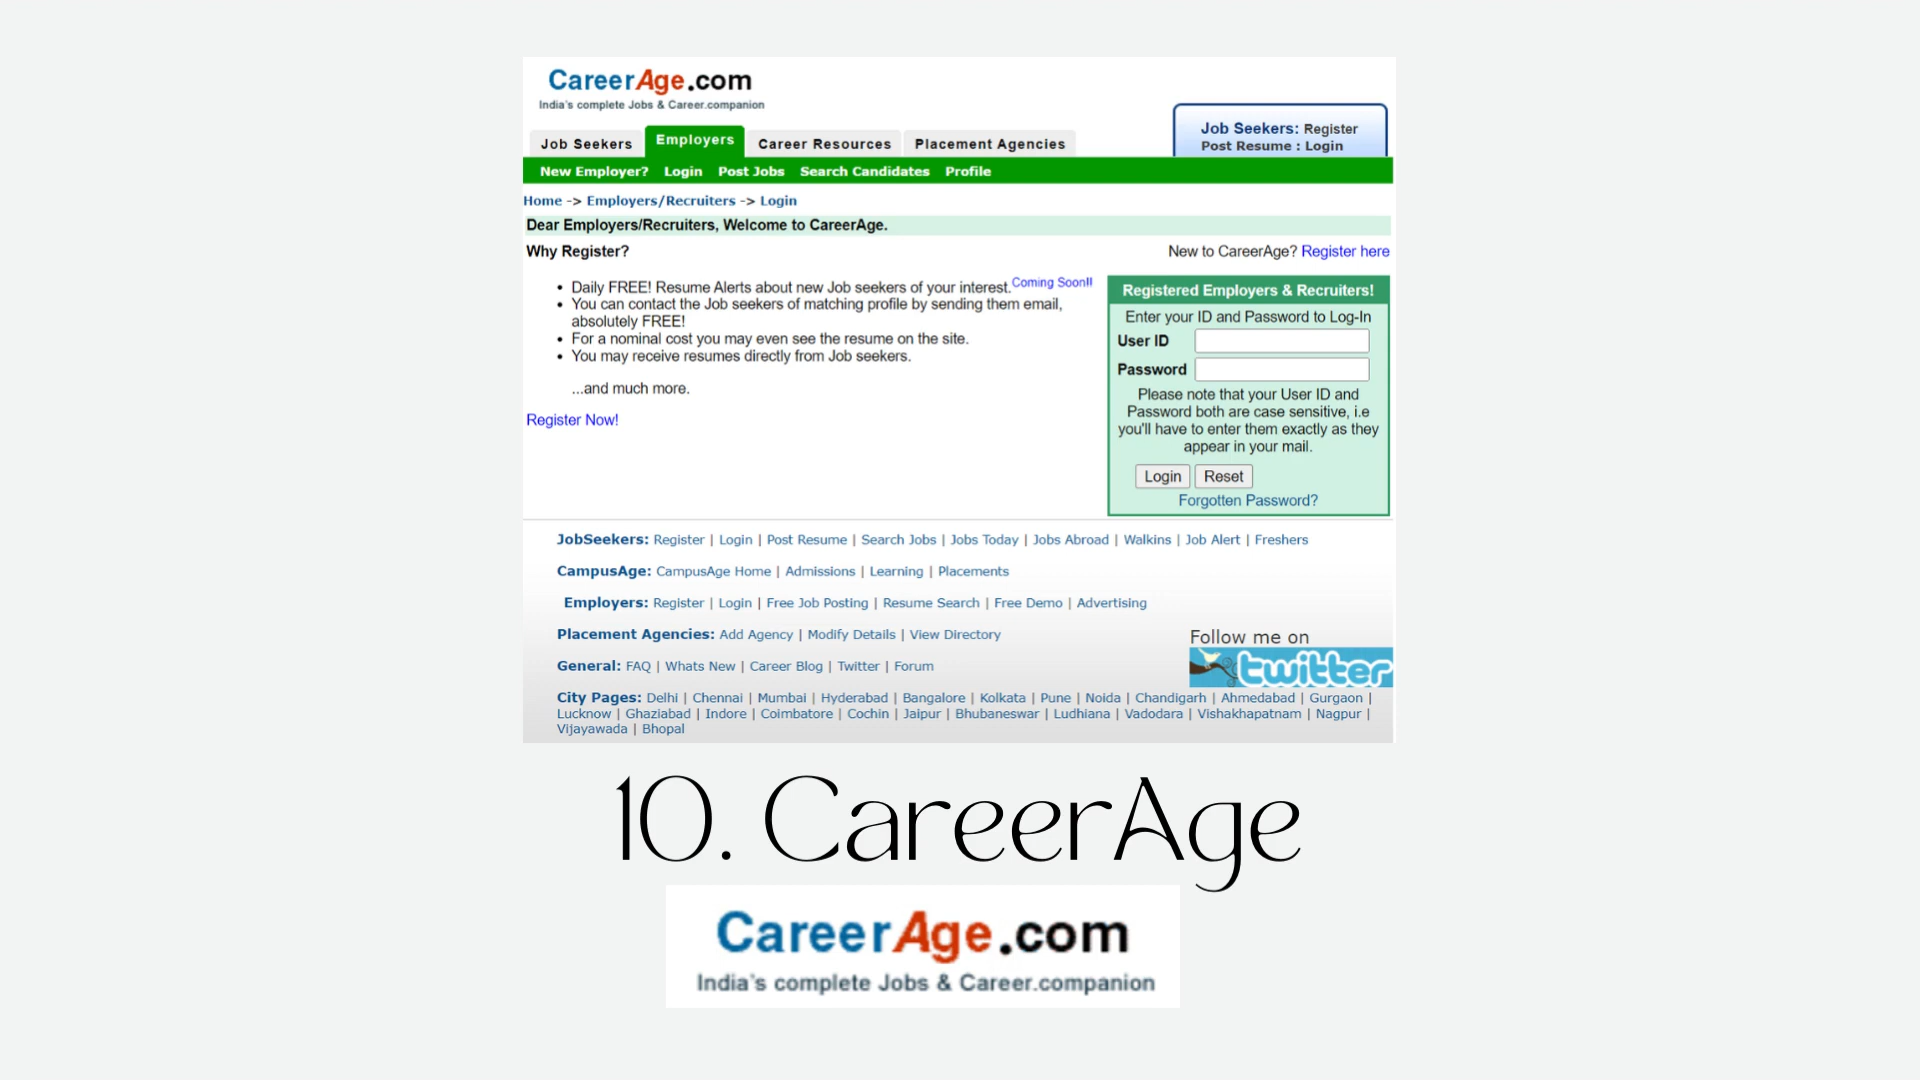 CareerAge.com
India's complete Jobs & Career.companion
Job Seekers Employers Career Resources Placement Agencies
Job Seekers: Register
Post Resume : Login
New Employer? Login Post Jobs Search Candidates Profile
Home -> Employers/Recruiters -> Login
Dear Employers/Recruiters, Welcome to CareerAge.
Why Register?
New to CareerAge? Register here
• Daily FREE! Resume Alerts about new Job seekers of your interest.Coming Soon!!
• You can contact the Job seekers of matching profile by sending them email,
absolutely FREE!
• For a nominal cost you may even see the resume on the site.
• You may receive resumes directly from Job seekers.
...and much more.
Register Now!
Registered Employers & Recruiters!
Enter your ID and Password to Log-In
User ID
Password
Please note that your User ID and
Password both are case sensitive, i.e
you'll have to enter them exactly as they
appear in your mail.
Login Reset
Forgotten Password?
JobSeekers: Register | Login | Post Resume | Search Jobs | Jobs Today | Jobs Abroad | Walkins | Job Alert | Freshers
CampusAge: CampusAge Home | Admissions | Learning | Placements
Employers: Register | Login | Free Job Posting | Resume Search | Free Demo | Advertising
Placement Agencies: Add Agency | Modify Details | View Directory
General: FAQ | Whats New | Career Blog | Twitter | Forum
Follow me on
twitter
City Pages: Delhi | Chennai | Mumbai | Hyderabad | Bangalore | Kolkata | Pune | Noida | Chandigarh | Ahmedabad | Gurgaon |
Lucknow | Ghaziabad | Indore | Coimbatore | Cochin | Jaipur | Bhubaneswar | Ludhiana | Vadodara | Vishakhapatnam | Nagpur |
Vijayawada | Bhopal
10. CareerAge
CareerAge.com
India's complete Jobs & Career.companion